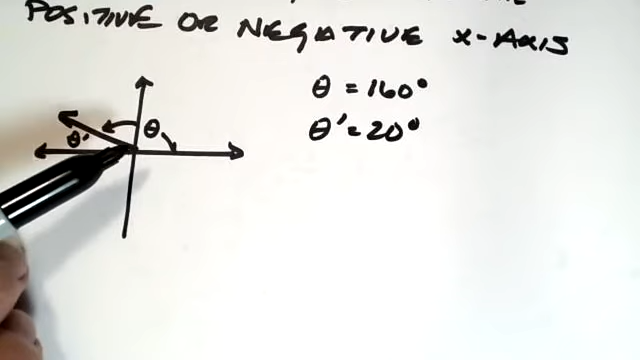 POSITIVE OR NEGATIVE X-AXIS
θ = 160°
θ' = 20°
θ
θ'